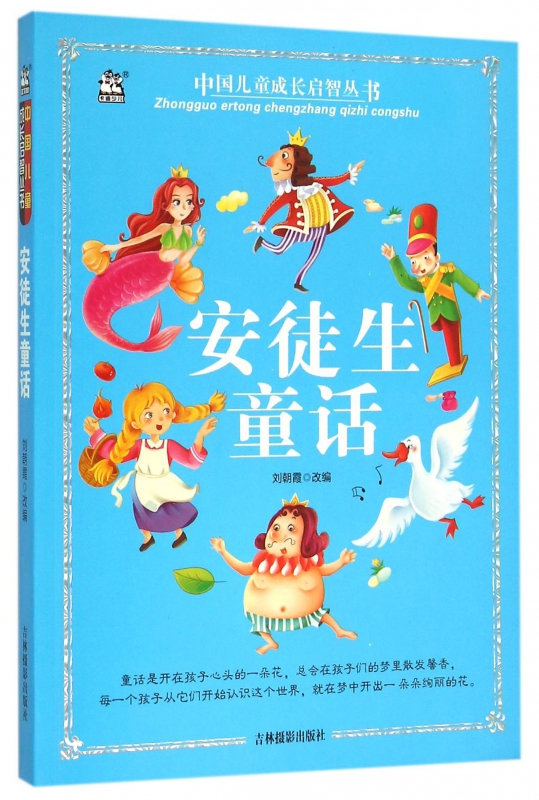 卡通少儿
中国儿童成长启智丛书
Zhongguo ertong chengzhang qizhi congshu
安徒生
童话
刘朝霞◎改编
童话是开在孩子心头的一朵花，总会在孩子们的梦里散发馨香，
每一个孩子从它们开始认识这个世界，就在梦中开出一朵朵绚丽的花。
吉林摄影出版社
中国儿童
成长启智丛书
安徒生童话
刘朝霞◎改编
吉林摄影出版社